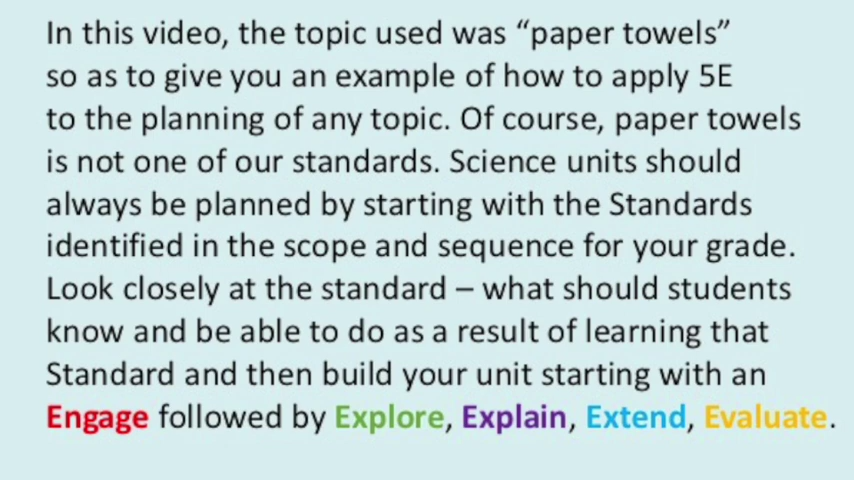 In this video, the topic used was “paper towels”
so as to give you an example of how to apply 5E
to the planning of any topic. Of course, paper towels
is not one of our standards. Science units should
always be planned by starting with the Standards
identified in the scope and sequence for your grade.
Look closely at the standard – what should students
know and be able to do as a result of learning that
Standard and then build your unit starting with an
Engage followed by Explore, Explain, Extend, Evaluate.